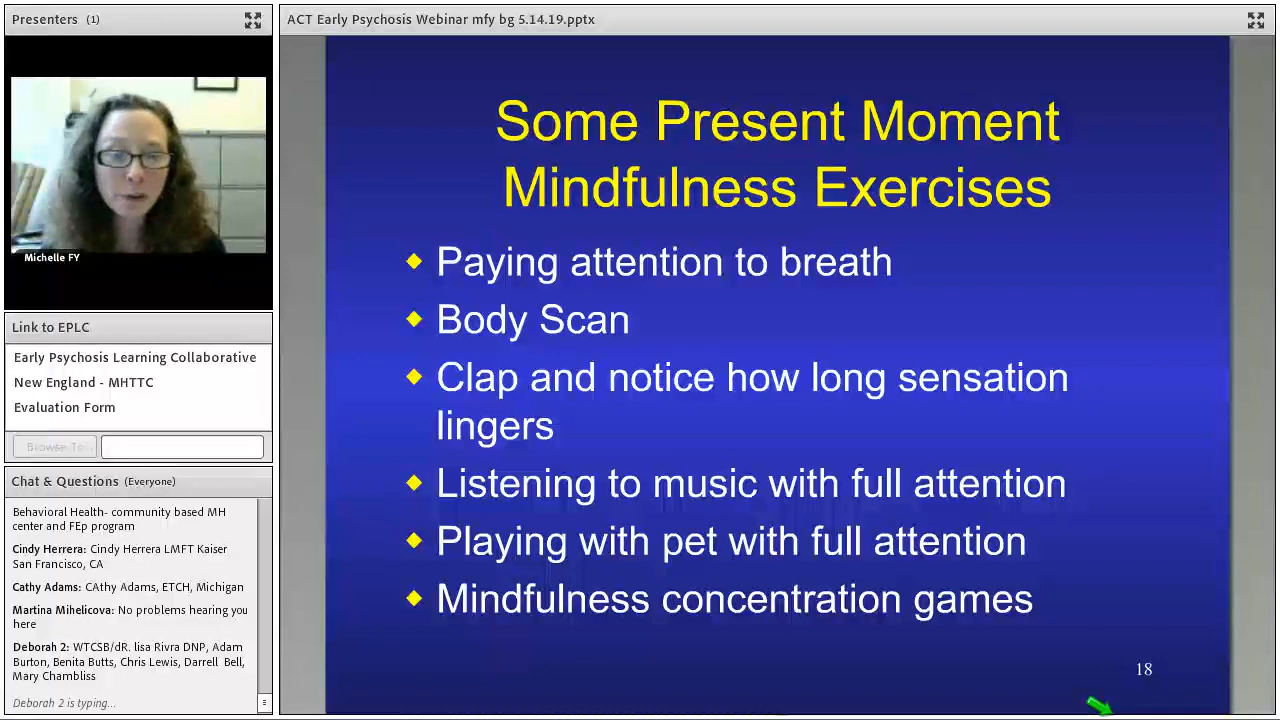 Presenters (1)
Michelle FY
Link to EPLC
Early Psychosis Learning Collaborative
New England - MHTTC
Evaluation Form
Browse To...
Chat & Questions (Everyone)
Behavioral Health- community based MH
center and FEp program
Cindy Herrera: Cindy Herrera LMFT Kaiser
San Francisco, CA
Cathy Adams: CAthy Adams, ETCH, Michigan
Martina Mihelicova: No problems hearing you
here
Deborah 2: WTCSB/dR. lisa Rivra DNP, Adam
Burton, Benita Butts, Chris Lewis, Darrell Bell,
Mary Chambliss
Deborah 2 is typing...
ACT Early Psychosis Webinar mfy bg 5.14.19.pptx
Some Present Moment
Mindfulness Exercises
Paying attention to breath
Body Scan
Clap and notice how long sensation
lingers
Listening to music with full attention
Playing with pet with full attention
Mindfulness concentration games
18